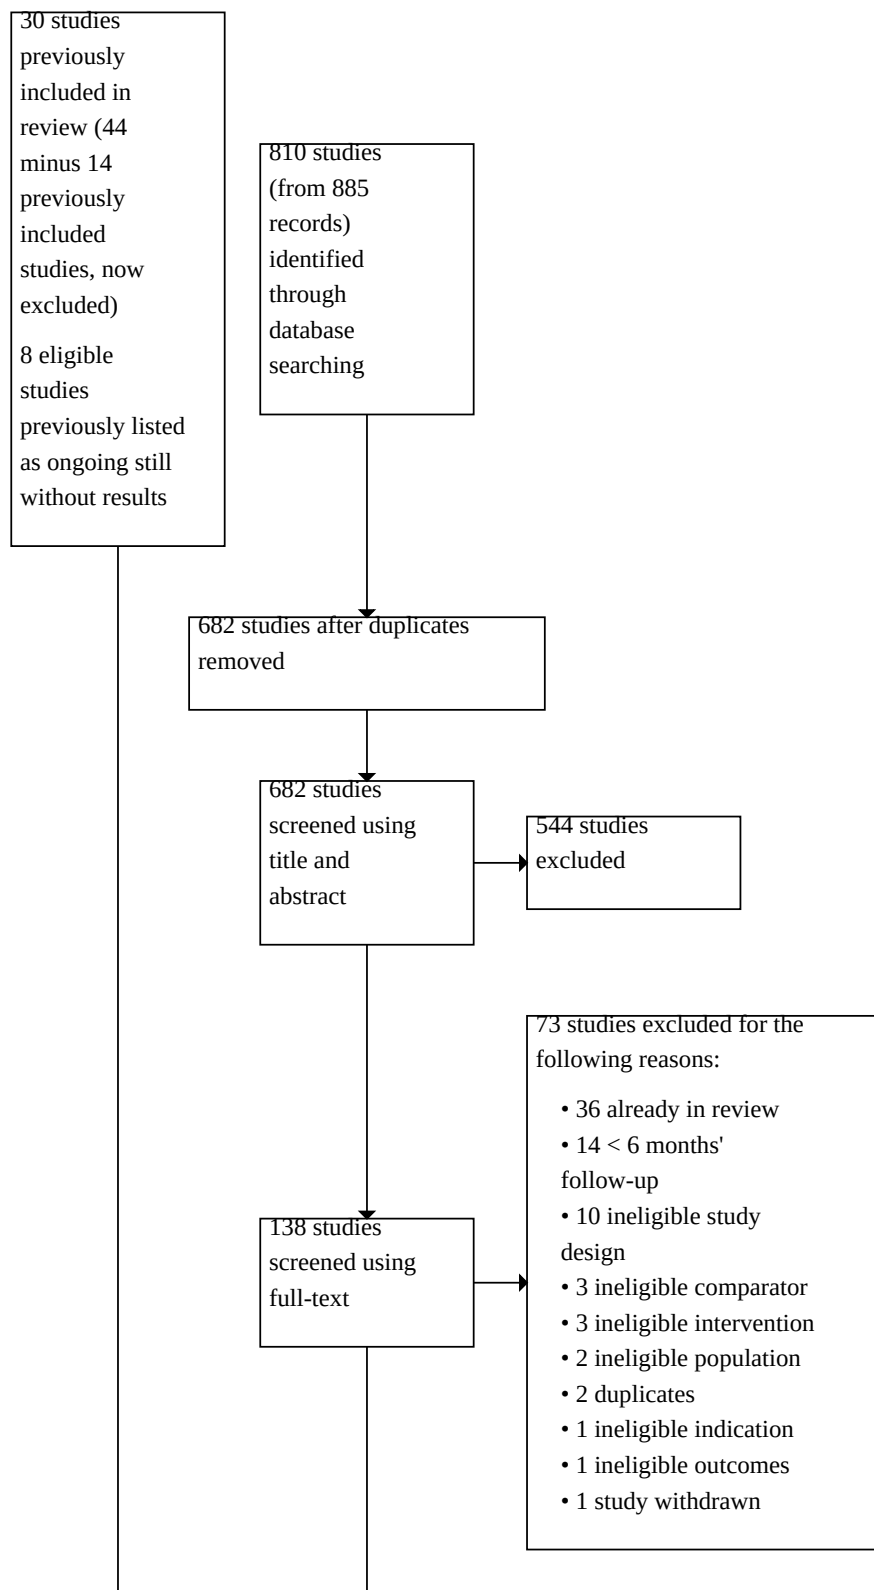 30 studies
previously
included in
review (44
minus 14
previously
included
studies, now
excluded)
8 eligible
studies
previously listed
as ongoing still
without results
810 studies
(from 885
records)
identified
through
database
searching
682 studies after duplicates
removed
682 studies
screened using
title and
abstract
544 studies
excluded
138 studies
screened using
full-text
73 studies excluded for the
following reasons:
• 36 already in review
• 14 < 6 months'
follow-up
• 10 ineligible study
design
• 3 ineligible comparator
• 3 ineligible intervention
• 2 ineligible population
• 2 duplicates
• 1 ineligible indication
• 1 ineligible outcomes
• 1 study withdrawn